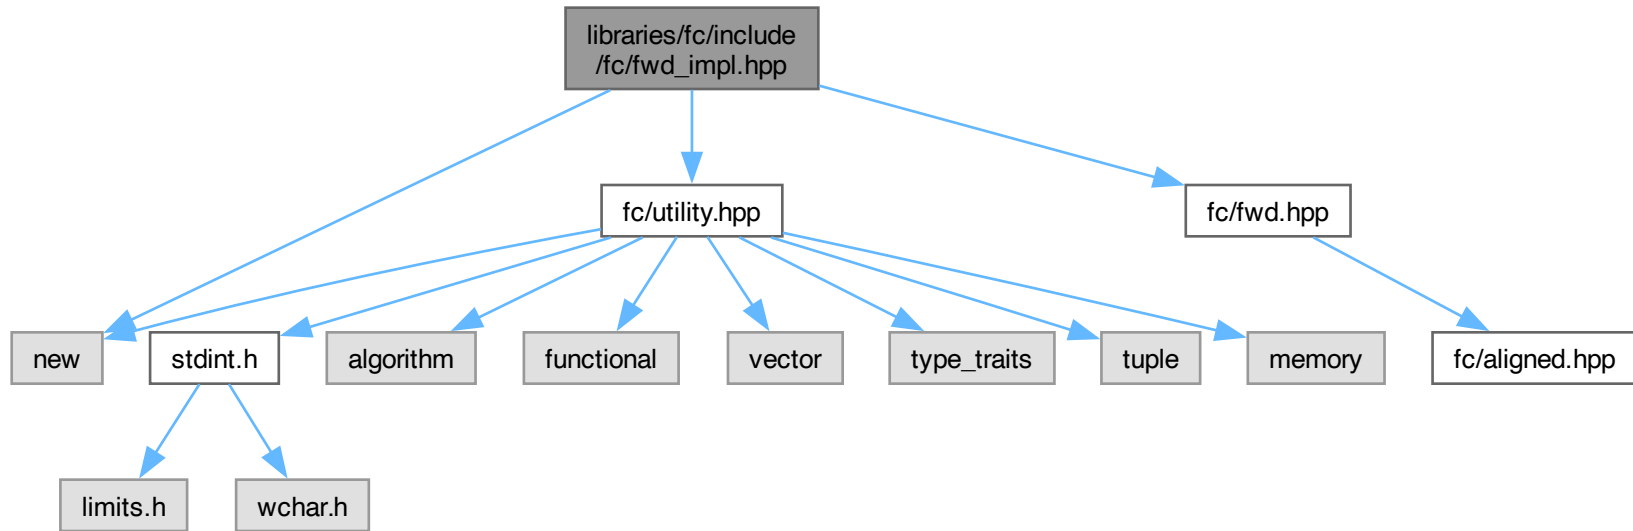 libraries/fc/include
/fc/fwd_impl.hpp
fc/utility.hpp
fc/fwd.hpp
new
stdint.h
algorithm
functional
vector
type_traits
tuple
memory
fc/aligned.hpp
limits.h
wchar.h